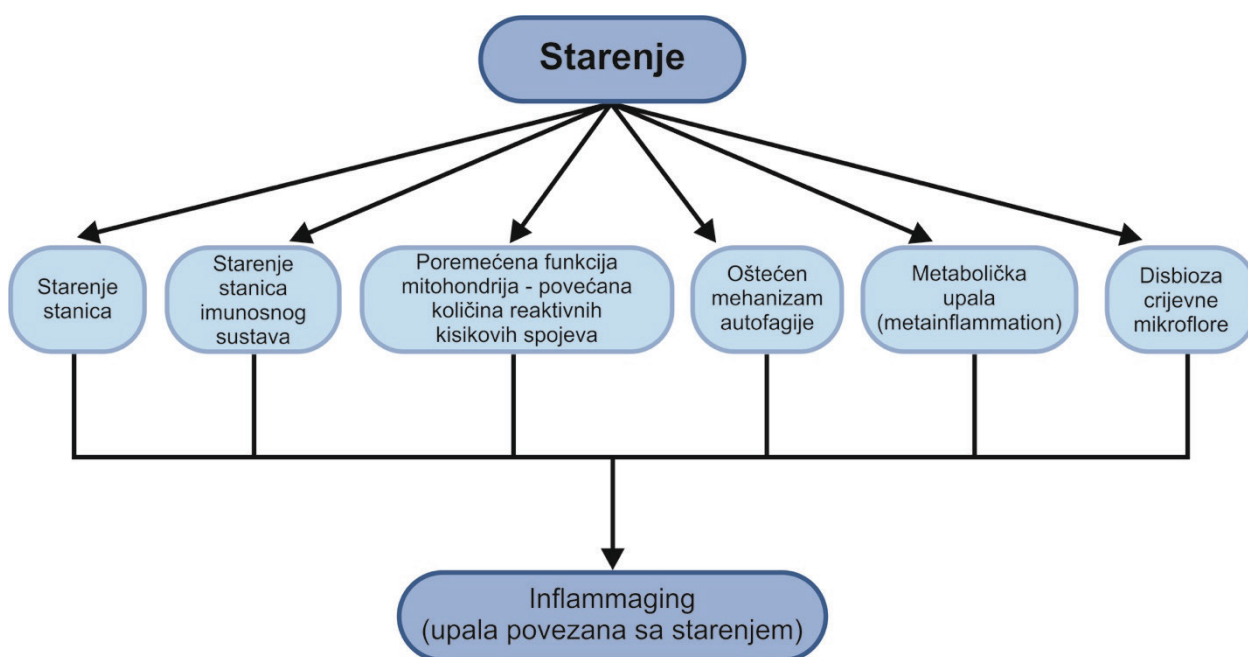 Starenje
Starenje
stanica
Starenje
stanica
imunosnog
sustava
Poremećena funkcija
mitohondrija - povećana
količina reaktivnih
kisikovih spojeva
Oštećen
mehanizam
autofagije
Metabolička
upala
(metainflammation)
Disbioza
crijevne
mikroflore
Inflammaging
(upala povezana sa starenjem)